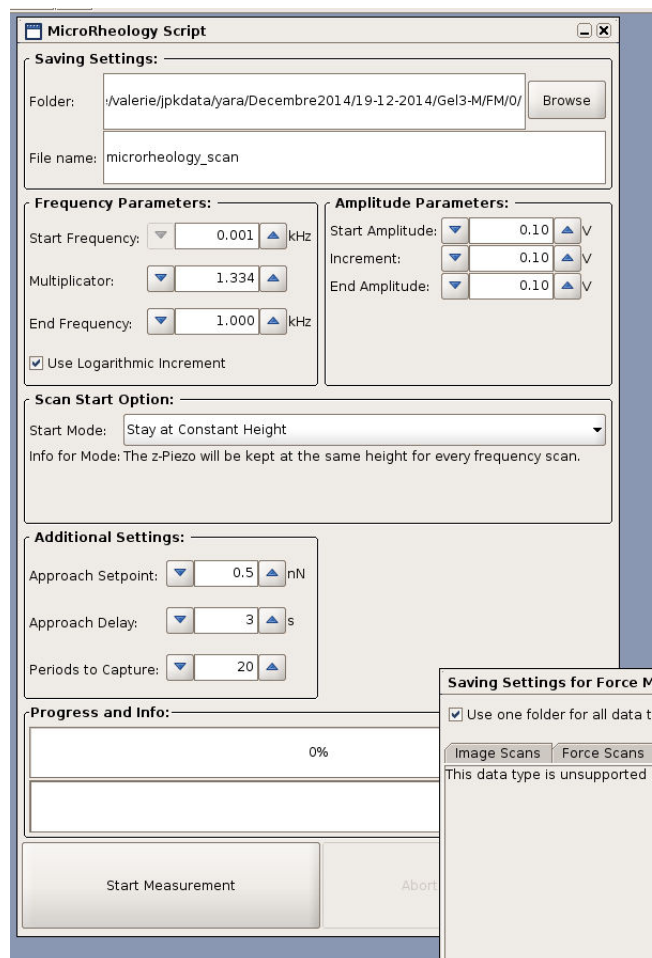 MicroRheology Script
Saving Settings:
Folder: :/valerie/jpkdata/yara/Decembre2014/19-12-2014/Gel3-M/FM/0/ Browse
File name: microrheology_scan
Frequency Parameters:
Start Frequency: 0.001 kHz
Multiplicator: 1.334
End Frequency: 1.000 kHz
Use Logarithmic Increment
Amplitude Parameters:
Start Amplitude: 0.10 V
Increment: 0.10 V
End Amplitude: 0.10 V
Scan Start Option:
Start Mode: Stay at Constant Height
Info for Mode: The z-Piezo will be kept at the same height for every frequency scan.
Additional Settings:
Approach Setpoint: 0.5 nN
Approach Delay: 3 s
Periods to Capture: 20
Progress and Info:
0%
Start Measurement Abort
Saving Settings for Force M
Use one folder for all data t
Image Scans Force Scans
This data type is unsupported